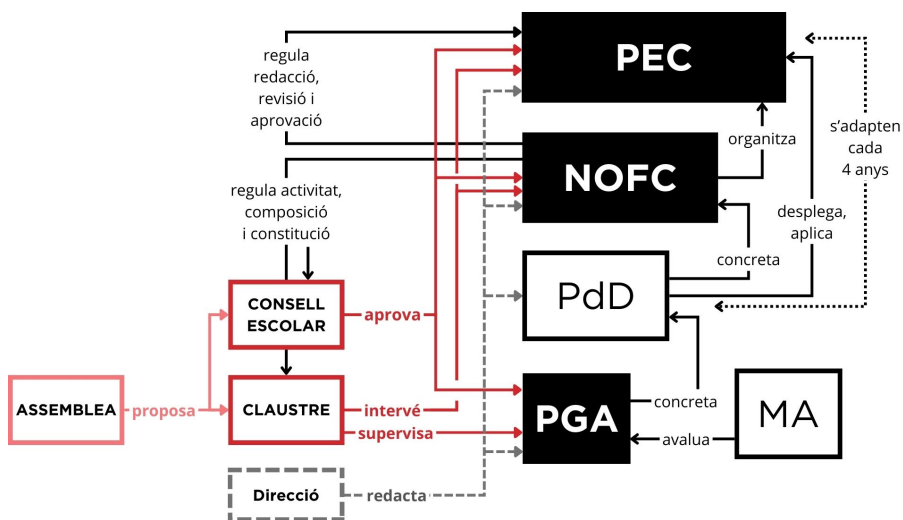 regula
redacció,
revisió i
aprovació
PEC
s’adapten
cada
4 anys
organitza
NOFC
regula activitat,
composició
i constitució
desplega,
aplica
concreta
PdD
CONSELL
ESCOLAR
aprova
ASSEMBLEA
proposa
CLAUSTRE
intervé
supervisa
PGA
concreta
avalua
MA
Direcció
redacta